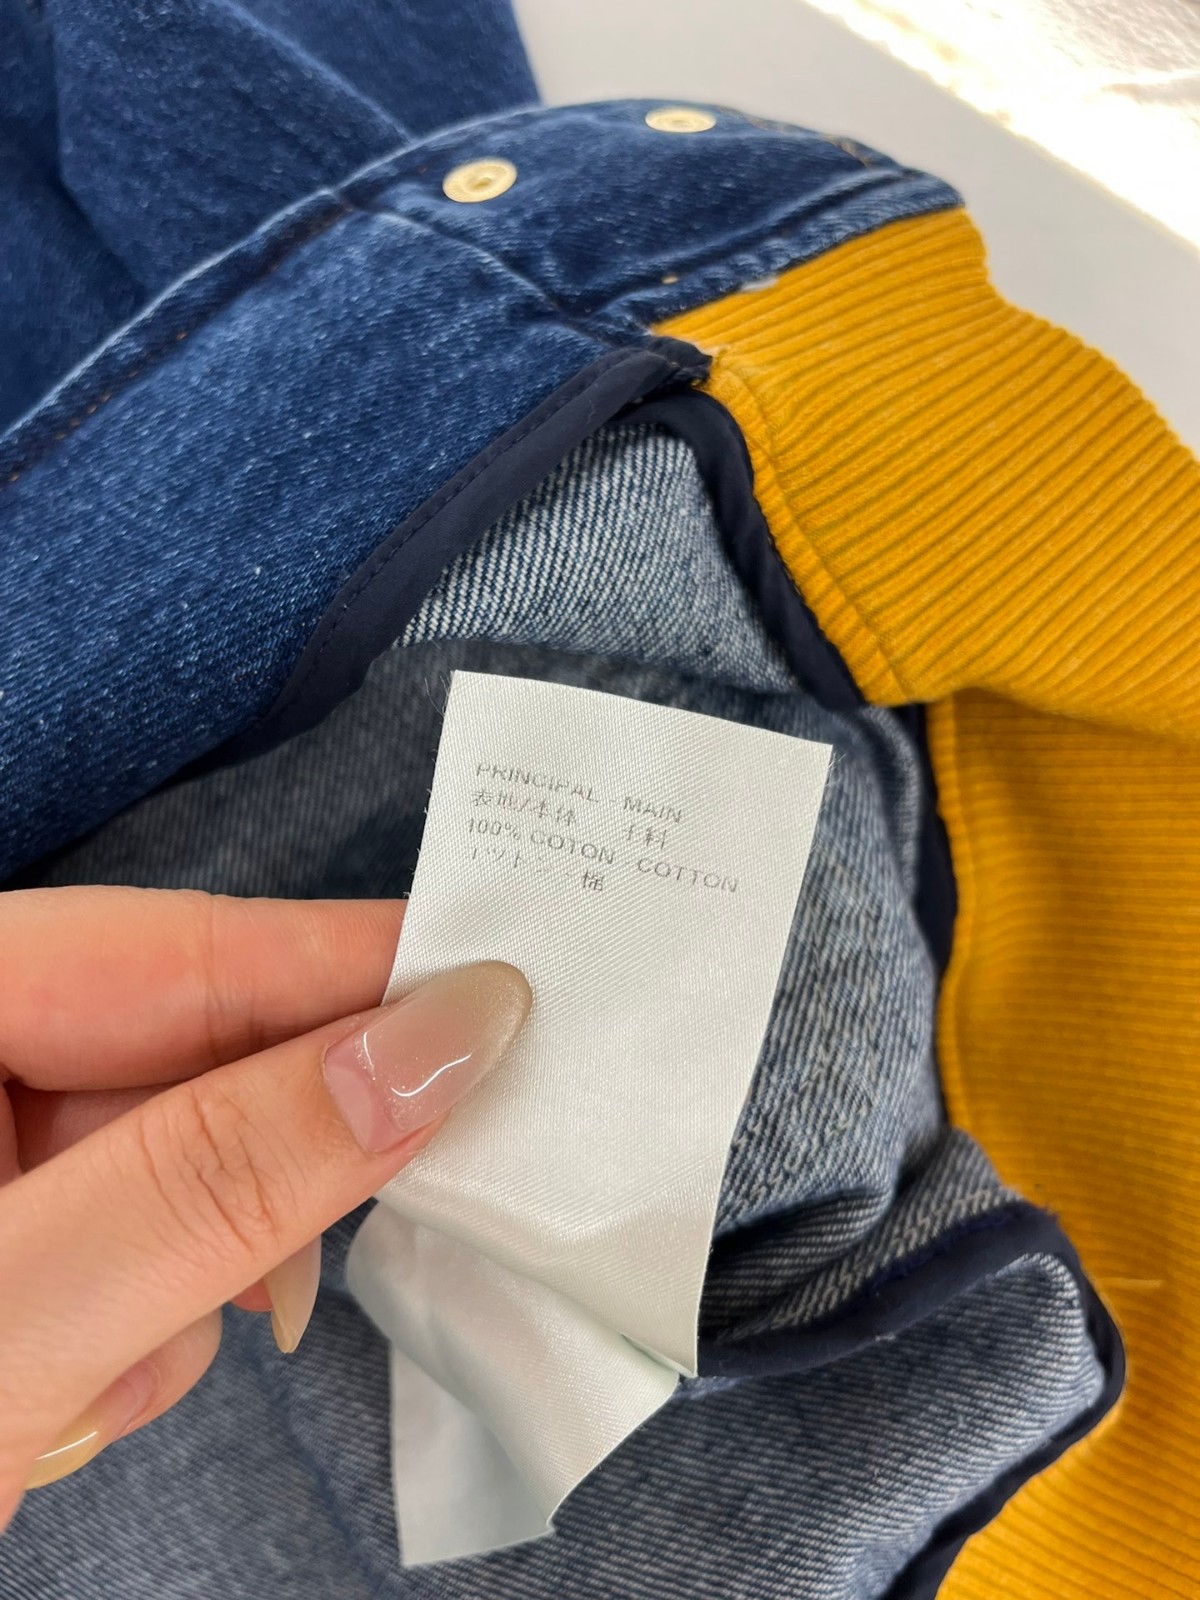 PRINCIPAL - MAIN
表地/本体 主料
100% COTON - COTTON
コットン - 棉